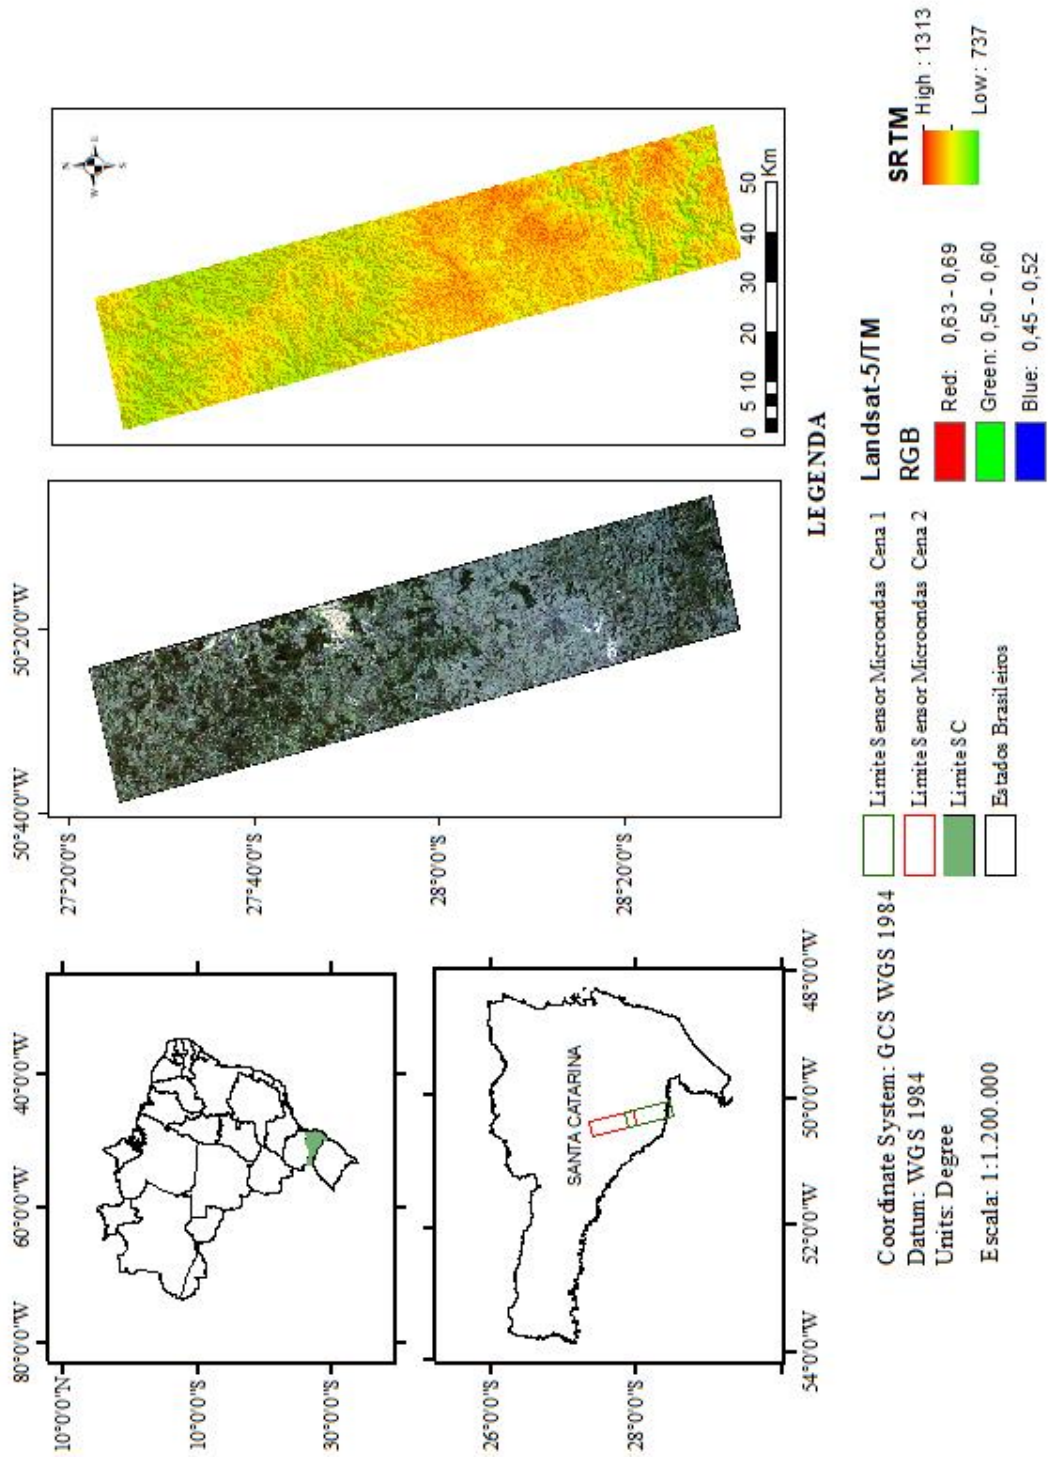 80°0'0"W
60°0'0"W
40°0'0"W
10°0'0"N
10°0'0"S
30°0'0"S
26°0'0"S
28°0'0"S
SANTA CATARINA
54°0'0"W
52°0'0"W
50°0'0"W
48°0'0"W
50°40'0"W
50°20'0"W
27°20'0"S
27°40'0"S
28°0'0"S
28°20'0"S
N
W
E
S
0 5 10 20 30 40 50
Km
LEGENDA
Coordinate System: GCS WGS 1984
Datum: WGS 1984
Units: Degree
Escala: 1:1.200.000
Limite Sensor Microondas Cena 1
Limite Sensor Microondas Cena 2
Limite SC
Estados Brasileiros
Landsat-5/TM
RGB
Red: 0,63 - 0,69
Green: 0,50 - 0,60
Blue: 0,45 - 0,52
SRTM
High : 1313
Low : 737